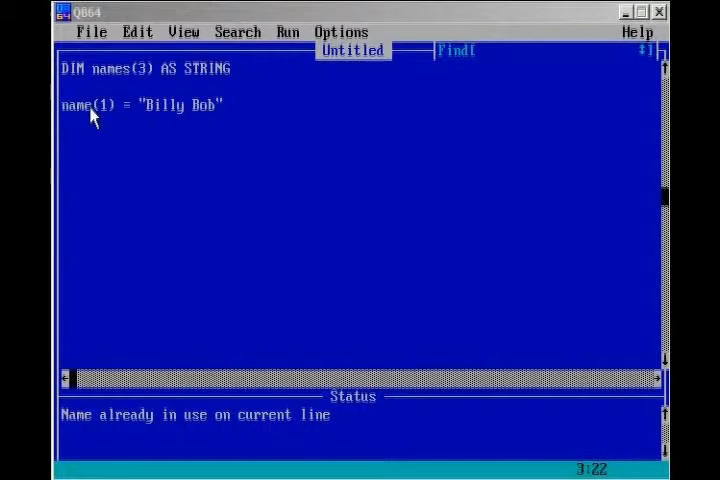 QB64
File Edit View Search Run Options Help
Untitled Find[ ]
DIM names(3) AS STRING
name(1) = "Billy Bob"
Status
Name already in use on current line
3:22